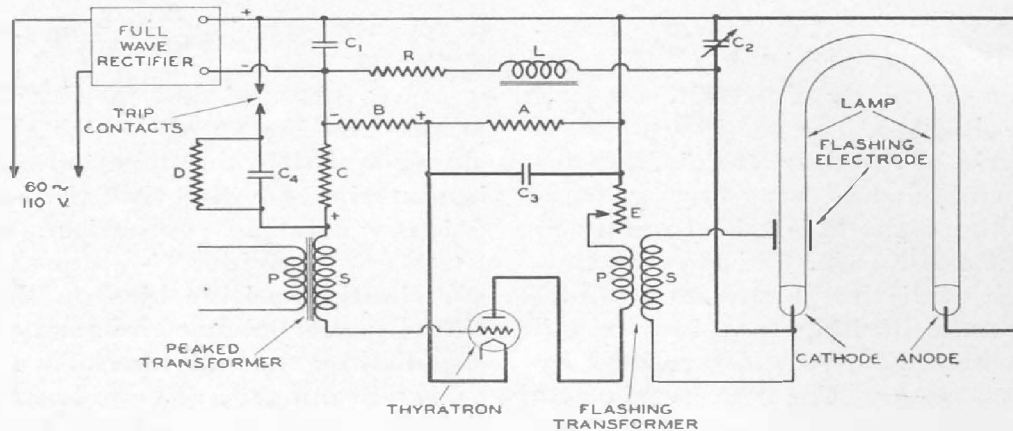 FULL
WAVE
RECTIFIER
+
-
C1
R
L
C2
TRIP
CONTACTS
- B +
A
LAMP
FLASHING
ELECTRODE
D
C4
C
C3
60 ~
110 V.
+
E
P
S
P
S
PEAKED
TRANSFORMER
THYRATRON
FLASHING
TRANSFORMER
CATHODE
ANODE